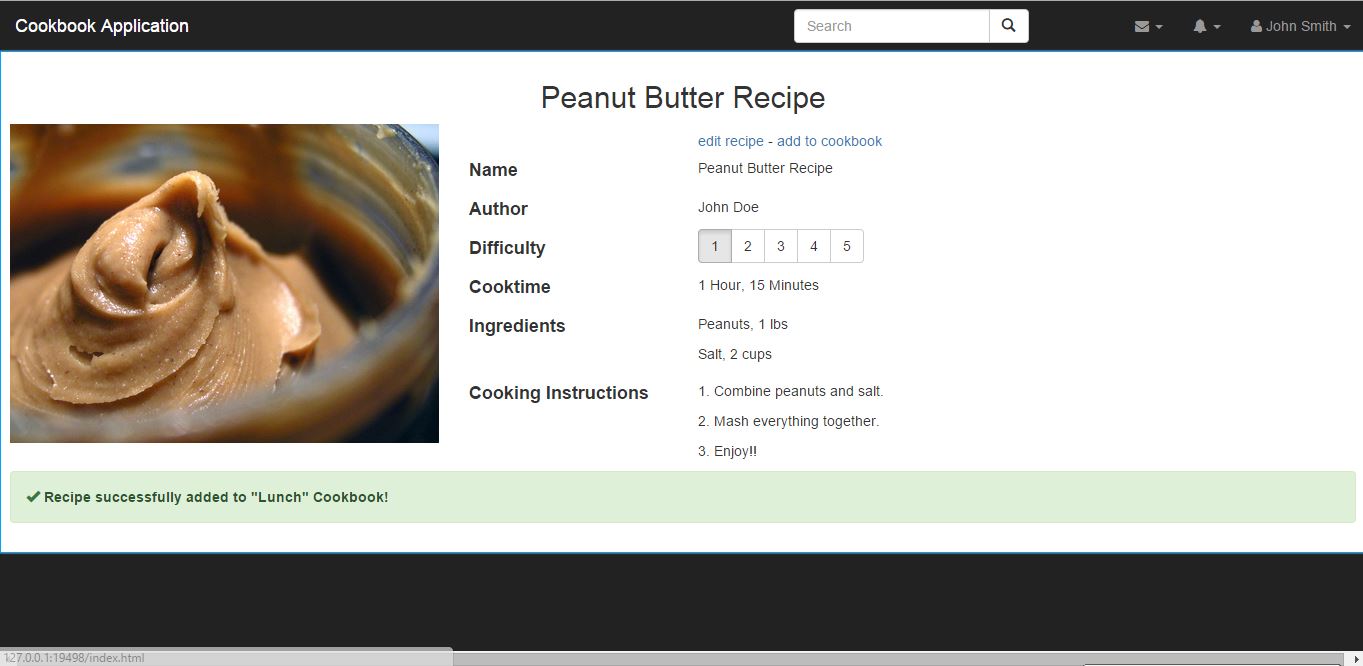 Cookbook Application
Search
John Smith
Peanut Butter Recipe
edit recipe - add to cookbook
Name
Peanut Butter Recipe
Author
John Doe
Difficulty
1 2 3 4 5
Cooktime
1 Hour, 15 Minutes
Ingredients
Peanuts, 1 lbs
Salt, 2 cups
Cooking Instructions
1. Combine peanuts and salt.
2. Mash everything together.
3. Enjoy!!
Recipe successfully added to "Lunch" Cookbook!
127.0.0.1:19498/index.html